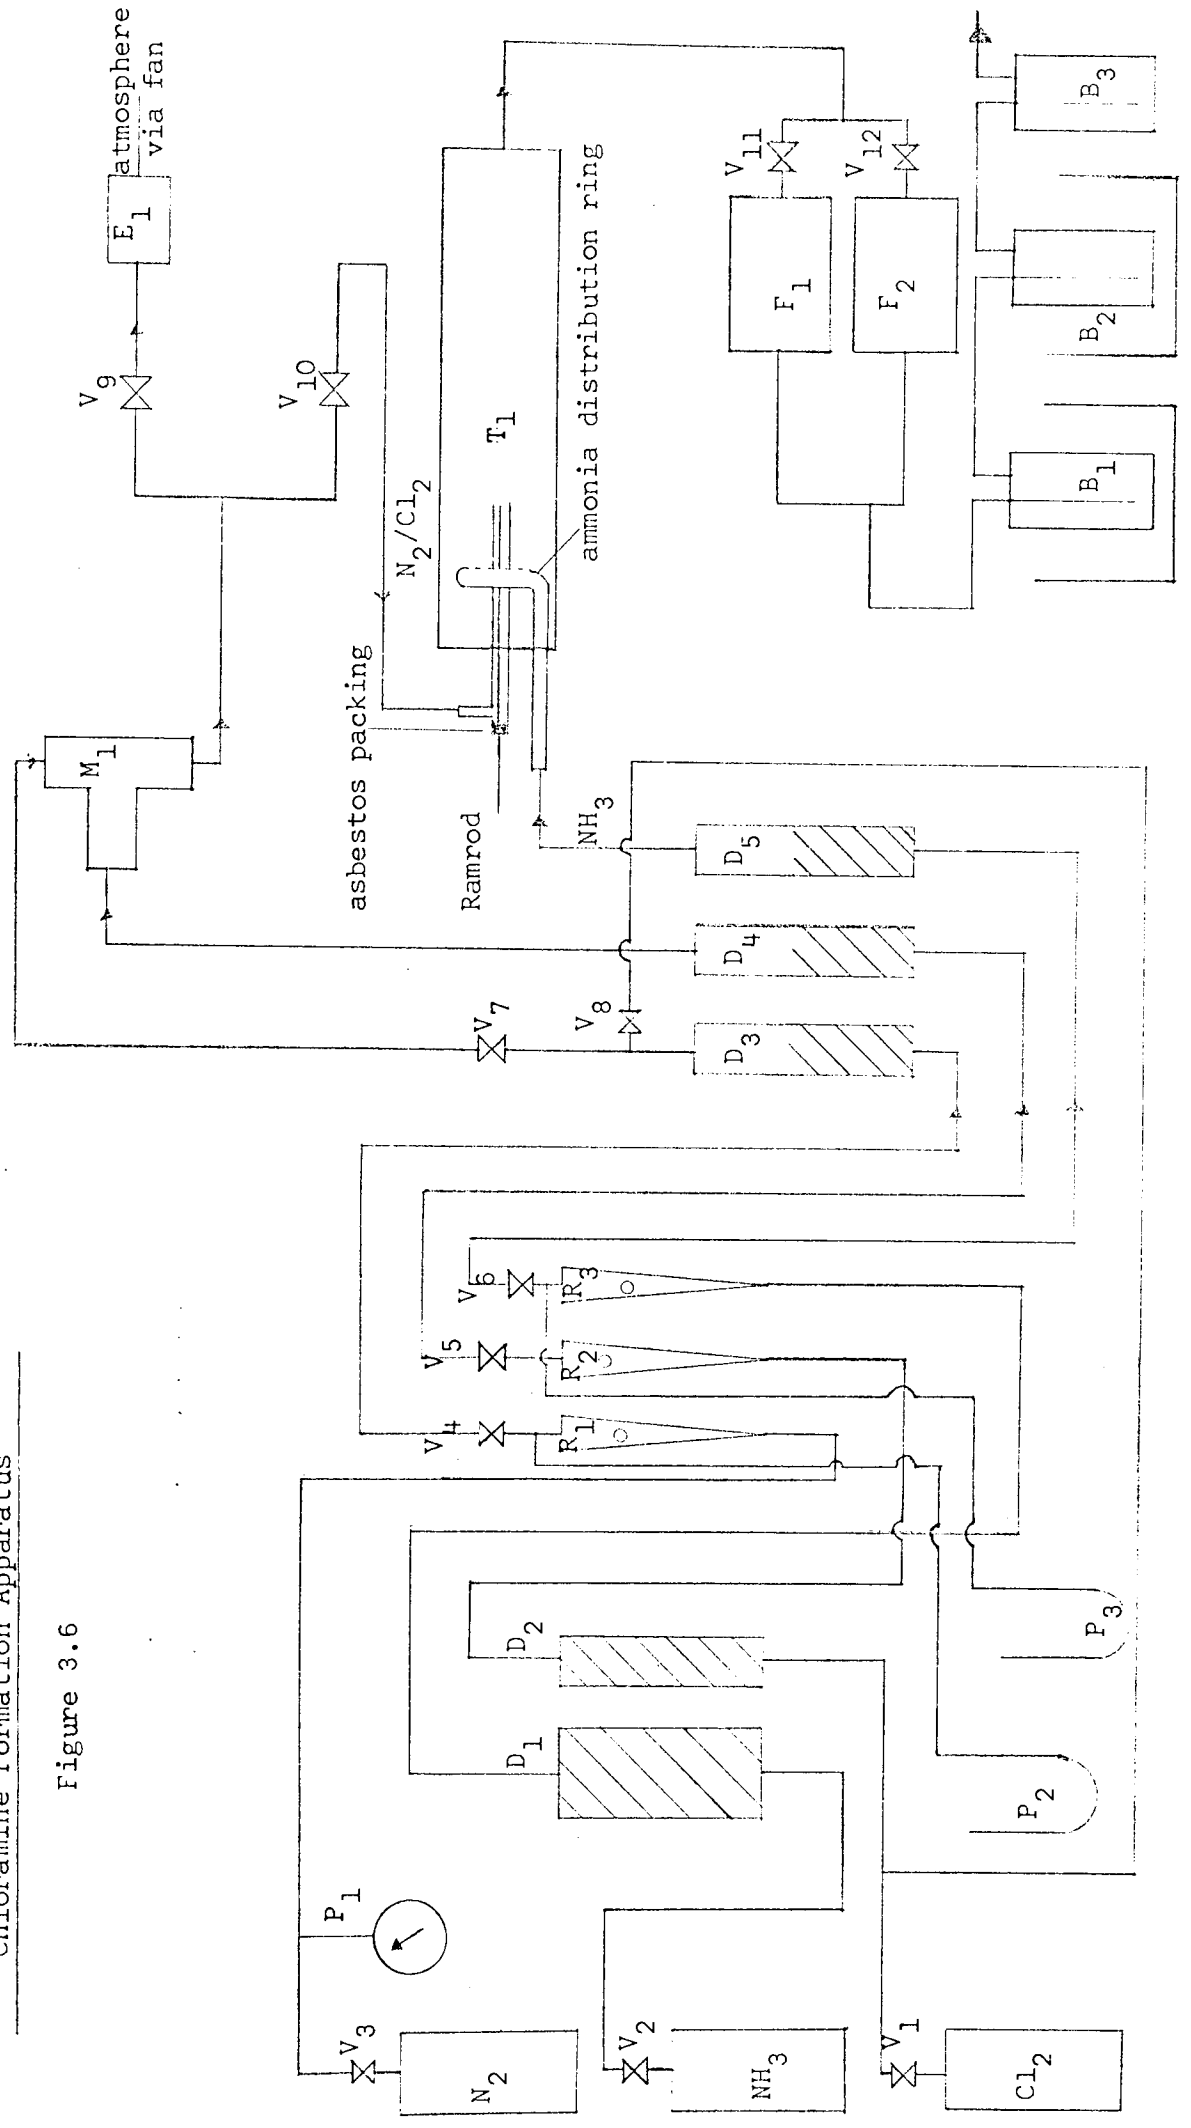 Chloramine Formation Apparatus
Figure 3.6
N2
V3
P1
NH3
V2
Cl2
V1
D1
D2
P2
P3
R1
R2
R3
V4
V5
V6
D3
D4
D5
V7
V8
NH3
M1
asbestos packing
Ramrod
N2/Cl2
T1
ammonia distribution ring
V9
V10
E1
atmosphere
via fan
V11
V12
F1
F2
B1
B2
B3